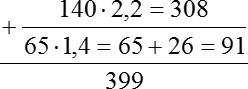 140·2,2 = 308
+
65·1,4 = 65 + 26 = 91
399